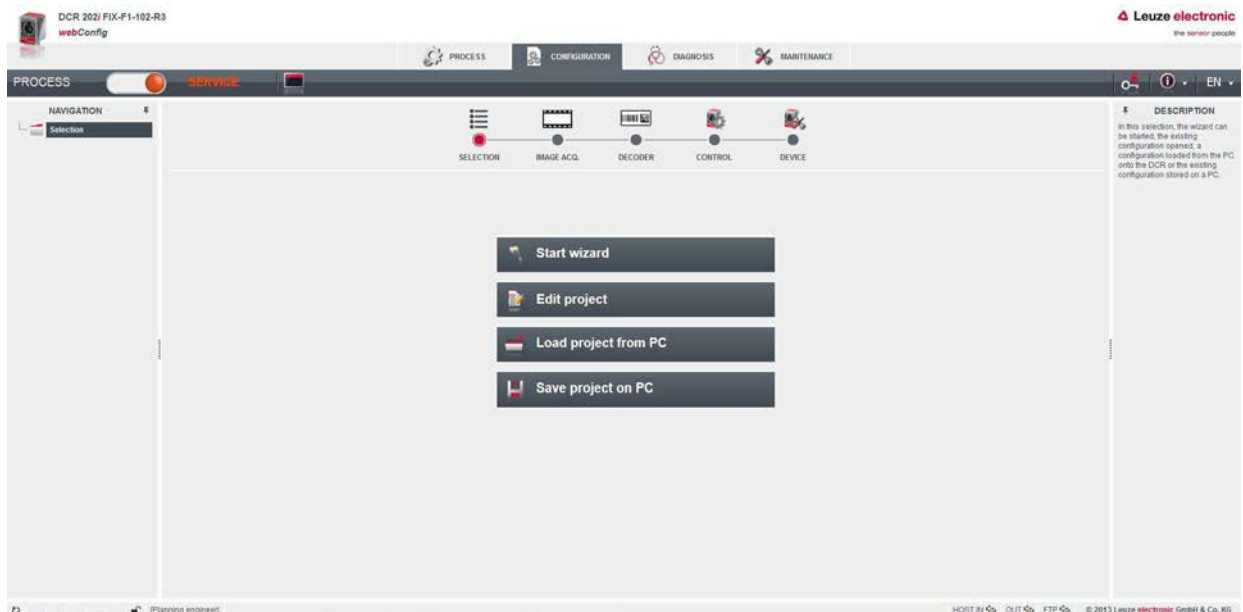 DCR 202i FIX-F1-102-R3
webConfig
Leuze electronic
the sensor people
PROCESS
CONFIGURATION
DIAGNOSIS
MAINTENANCE
PROCESS
SERVICE
EN
NAVIGATION
Selection
SELECTION
IMAGE ACQ.
DECODER
CONTROL
DEVICE
Start wizard
Edit project
Load project from PC
Save project on PC
DESCRIPTION
In this selection, the wizard can
be started, the existing
configuration opened, a
configuration loaded from the PC
onto the DCR or the existing
configuration stored on a PC.
(Planning engineer)
HOST IN OUT FTP © 2013 Leuze electronic GmbH & Co. KG